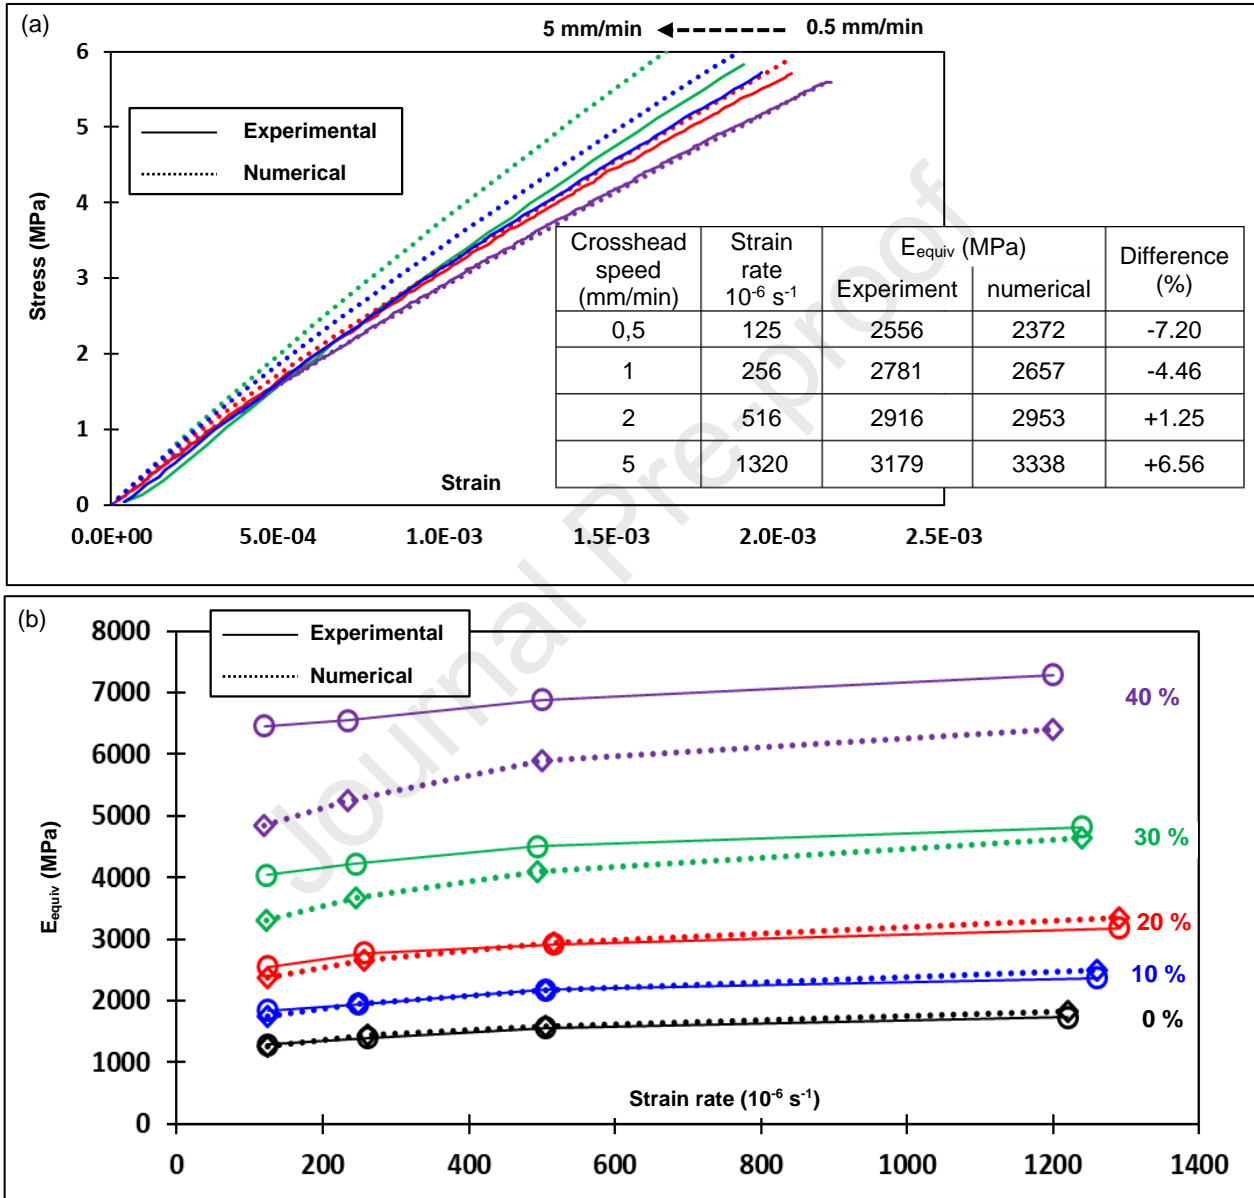 (a)
5 mm/min
0.5 mm/min
6
5
4
3
2
1
0
Stress (MPa)
Experimental
Numerical
Crosshead speed (mm/min) Strain rate 10⁻⁶ s⁻¹ E_equiv (MPa) Difference (%)
Experiment numerical
0,5 125 2556 2372 -7.20
1 256 2781 2657 -4.46
2 516 2916 2953 +1.25
5 1320 3179 3338 +6.56
Strain
0.0E+00 5.0E-04 1.0E-03 1.5E-03 2.0E-03 2.5E-03
Journal Pre-proof
(b)
8000
7000
6000
5000
4000
3000
2000
1000
0
E_equiv (MPa)
Experimental
Numerical
40 %
30 %
20 %
10 %
0 %
Strain rate (10⁻⁶ s⁻¹)
0 200 400 600 800 1000 1200 1400